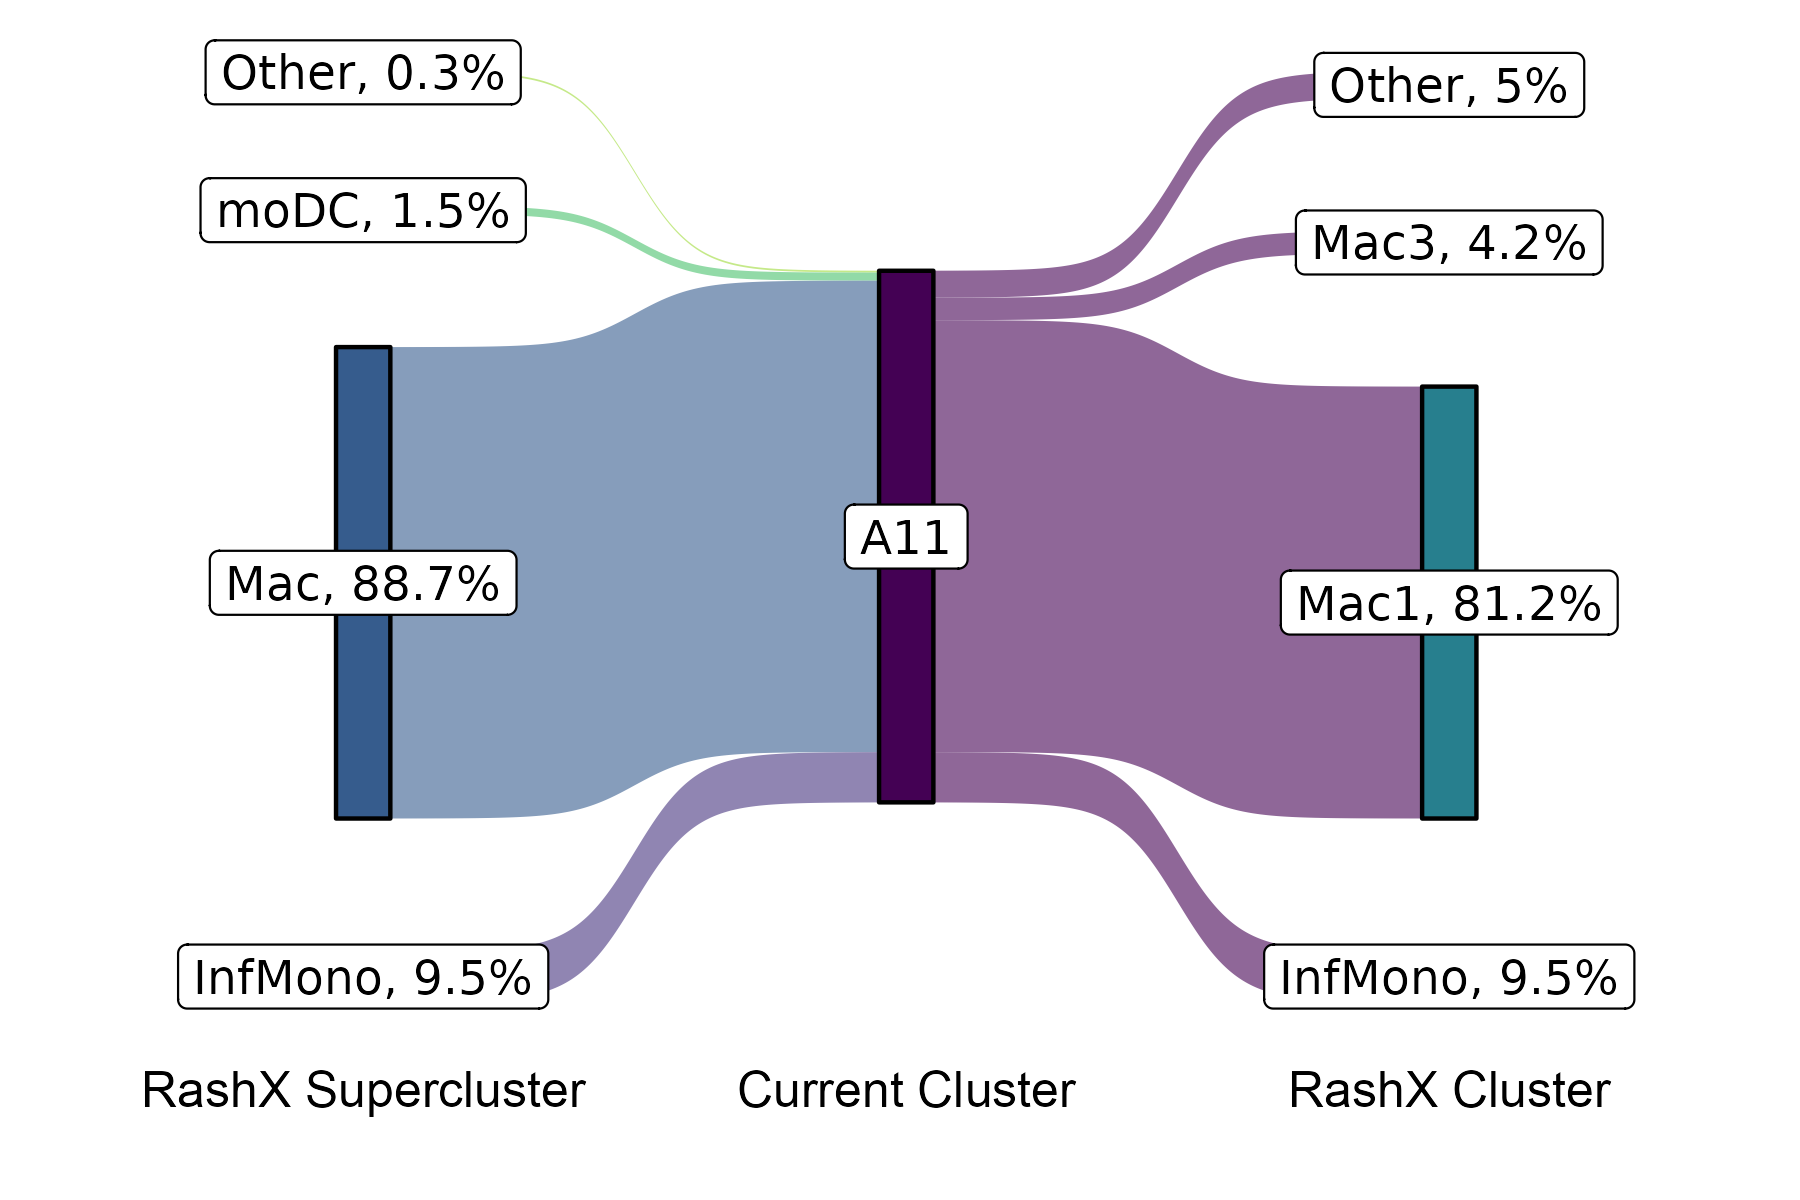 Other, 0.3%
moDC, 1.5%
Mac, 88.7%
InfMono, 9.5%
RashX Supercluster
A11
Current Cluster
Other, 5%
Mac3, 4.2%
Mac1, 81.2%
InfMono, 9.5%
RashX Cluster